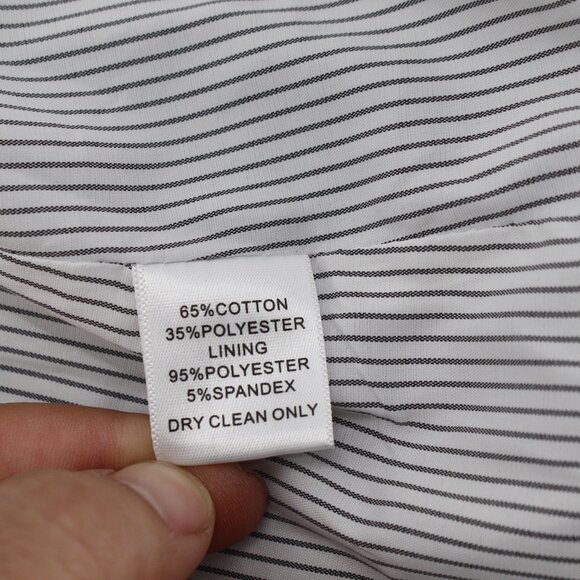 65%COTTON
35%POLYESTER
LINING
95%POLYESTER
5%SPANDEX
DRY CLEAN ONLY